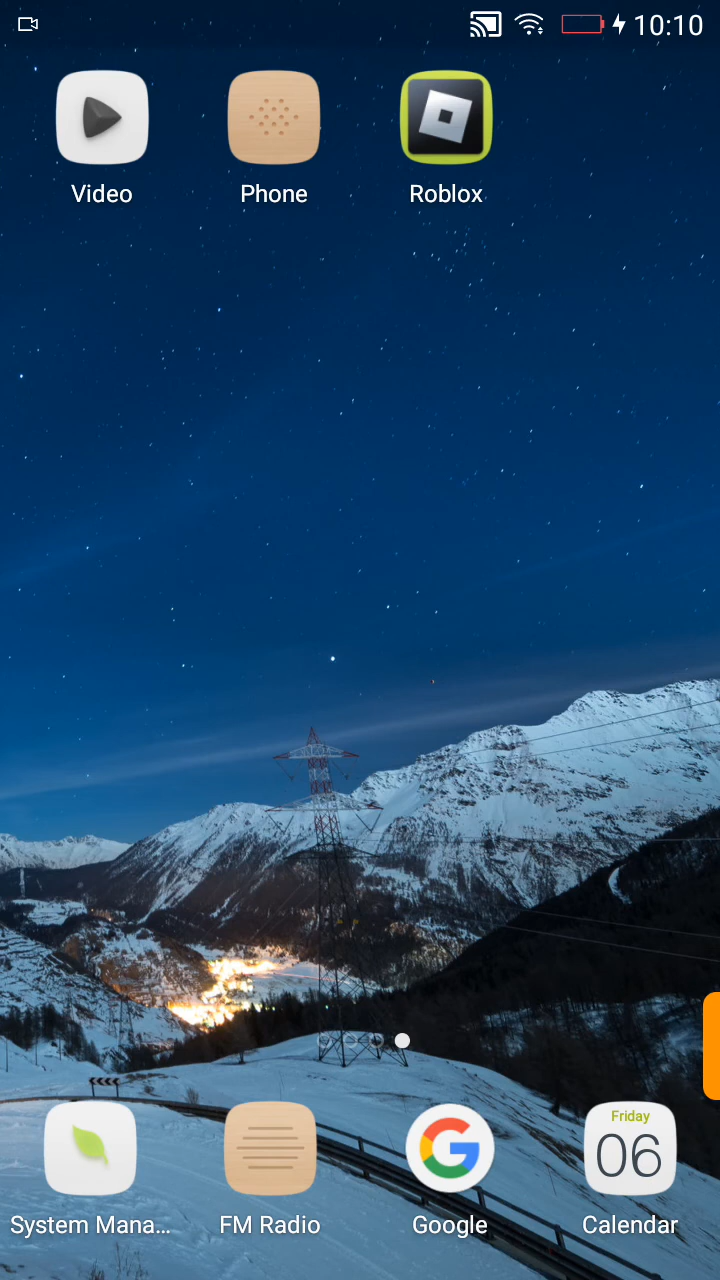 10:10
Video
Phone
Roblox
Friday
06
System Mana...
FM Radio
Google
Calendar